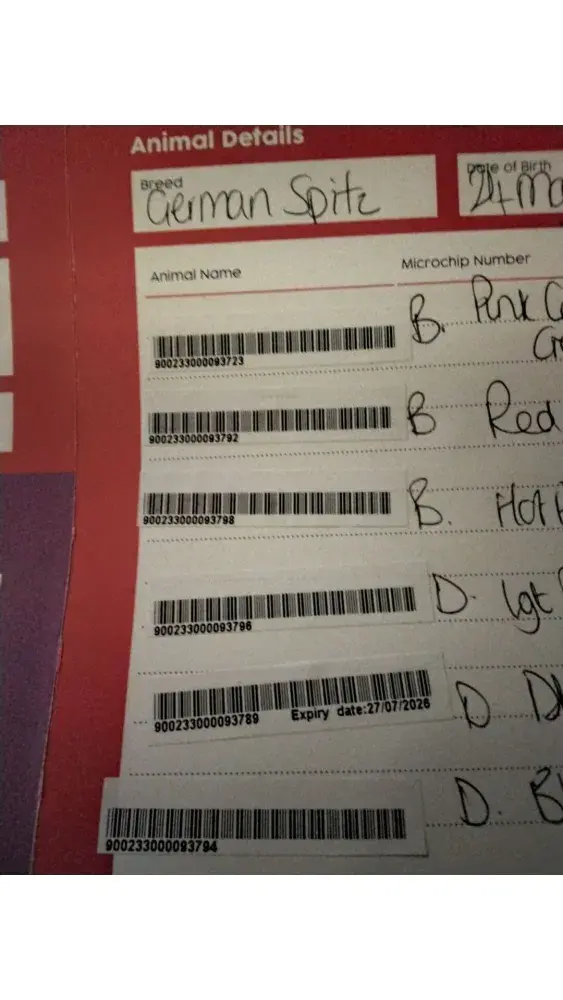 Animal Details
Breed
Date of Birth
German Spitz
24
Animal Name
Microchip Number
B. Pink
900233000093723
B Red
900233000093792
B. Hot
900233000093798
D. lgt
900233000093796
D
900233000093789 Expiry date:27/07/2026
D.
900233000093794